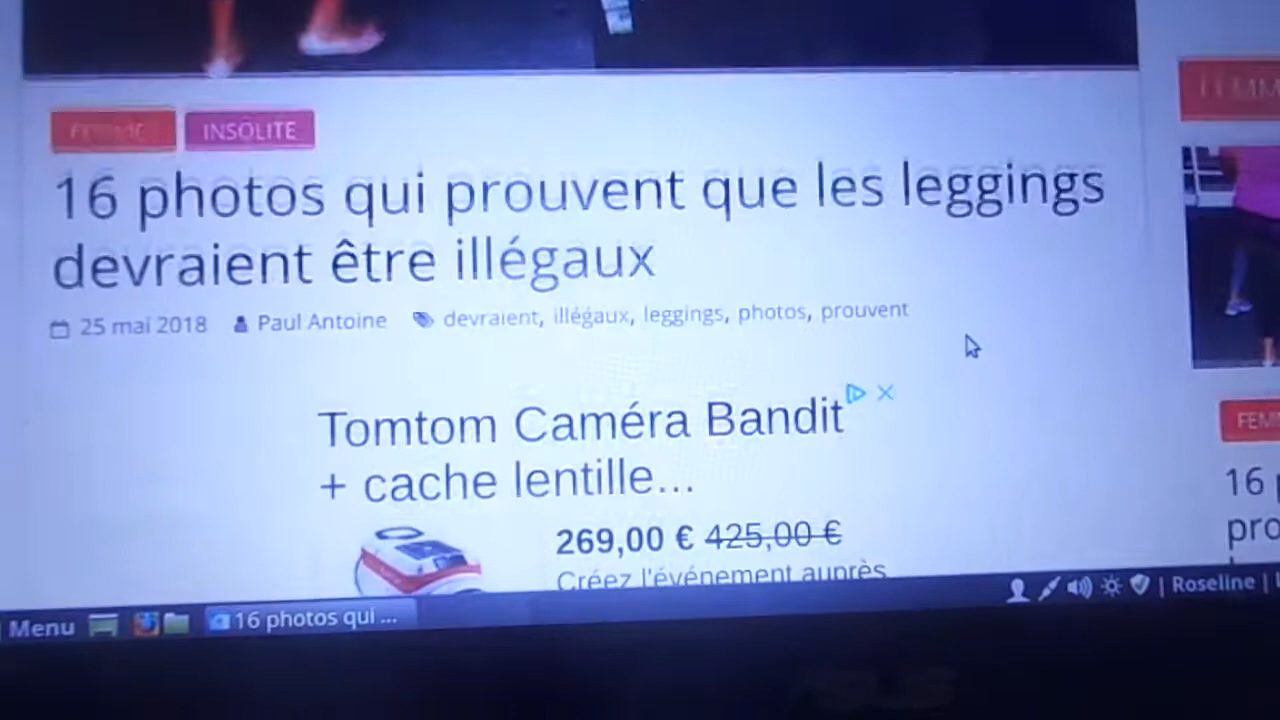 FEMME
INSOLITE
16 photos qui prouvent que les leggings
devraient être illégaux
25 mai 2018 Paul Antoine devraient, illégaux, leggings, photos, prouvent
Tomtom Caméra Bandit
+ cache lentille...
269,00 € 425,00 €
Créez l'événement auprès
FEM
16
pro
Menu
16 photos qui ...
| Roseline |